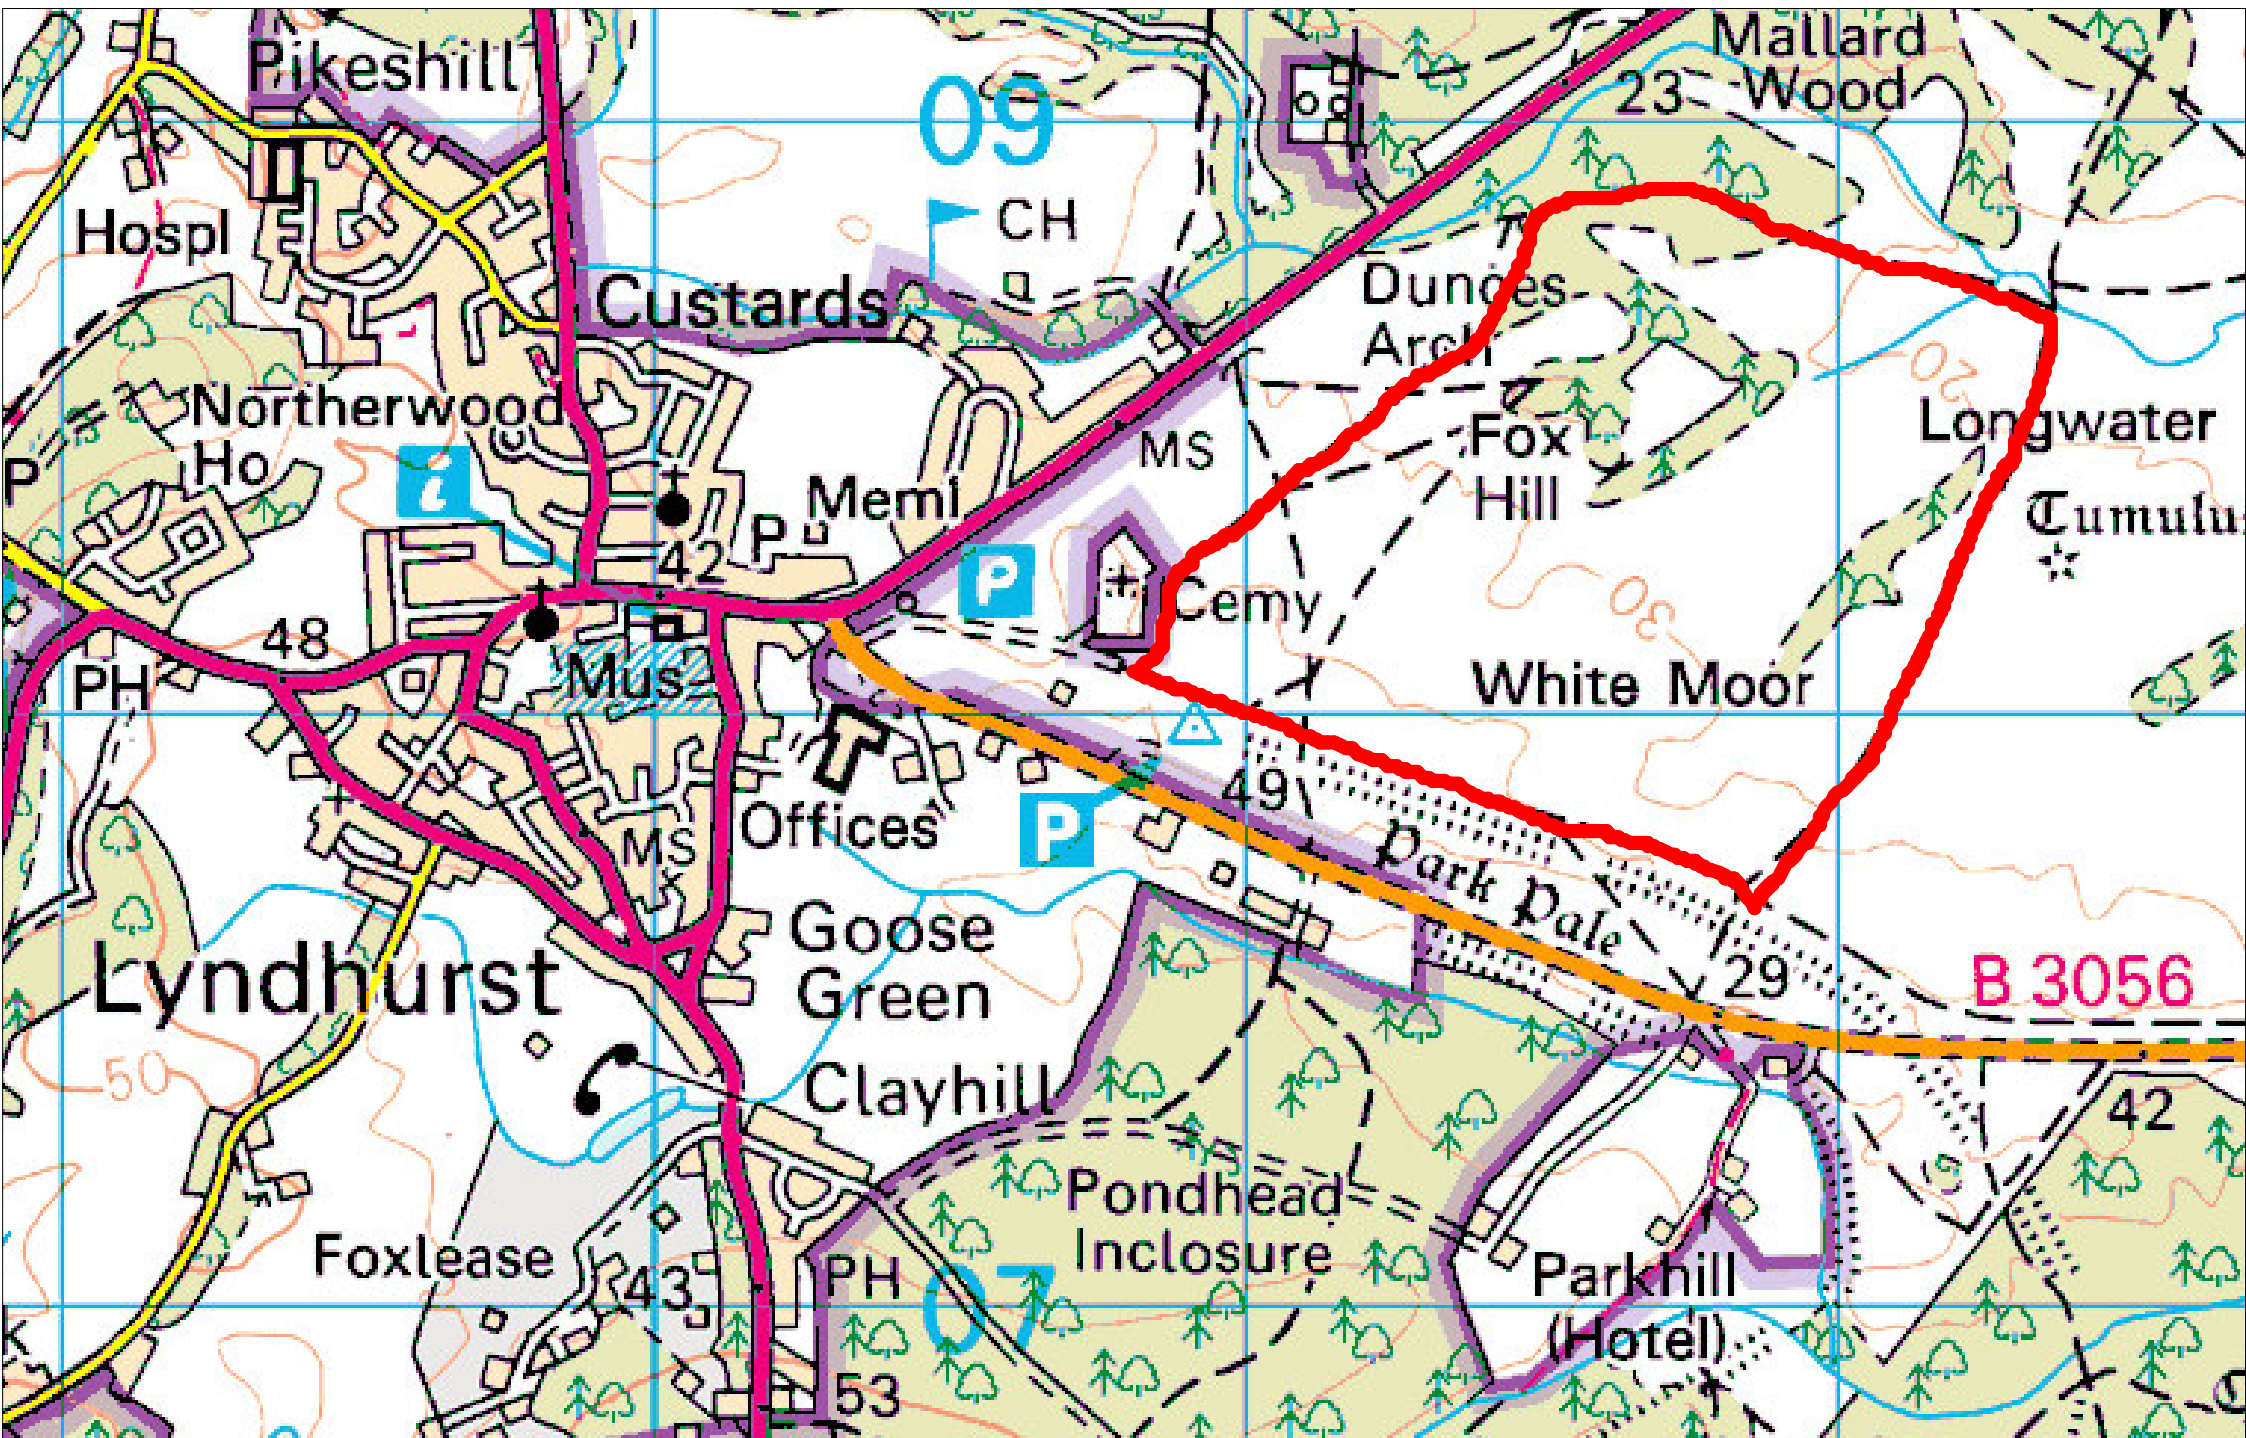 Pikeshill
Mallard
Wood
23
09
CH
Hospl
Custards
Dunces
Arch
20
Northerwood
Ho
P
i
Meml
P
MS
Fox
Hill
Longwater
Tumulu
42
P
Cemy
30
48
PH
Mus
White Moor
49
MS
Offices
P
Park Pale
Lyndhurst
Goose
Green
29
B 3056
50
Clayhill
42
Pondhead
Inclosure
Foxlease
43
PH
07
Parkhill
(Hotel)
K
53